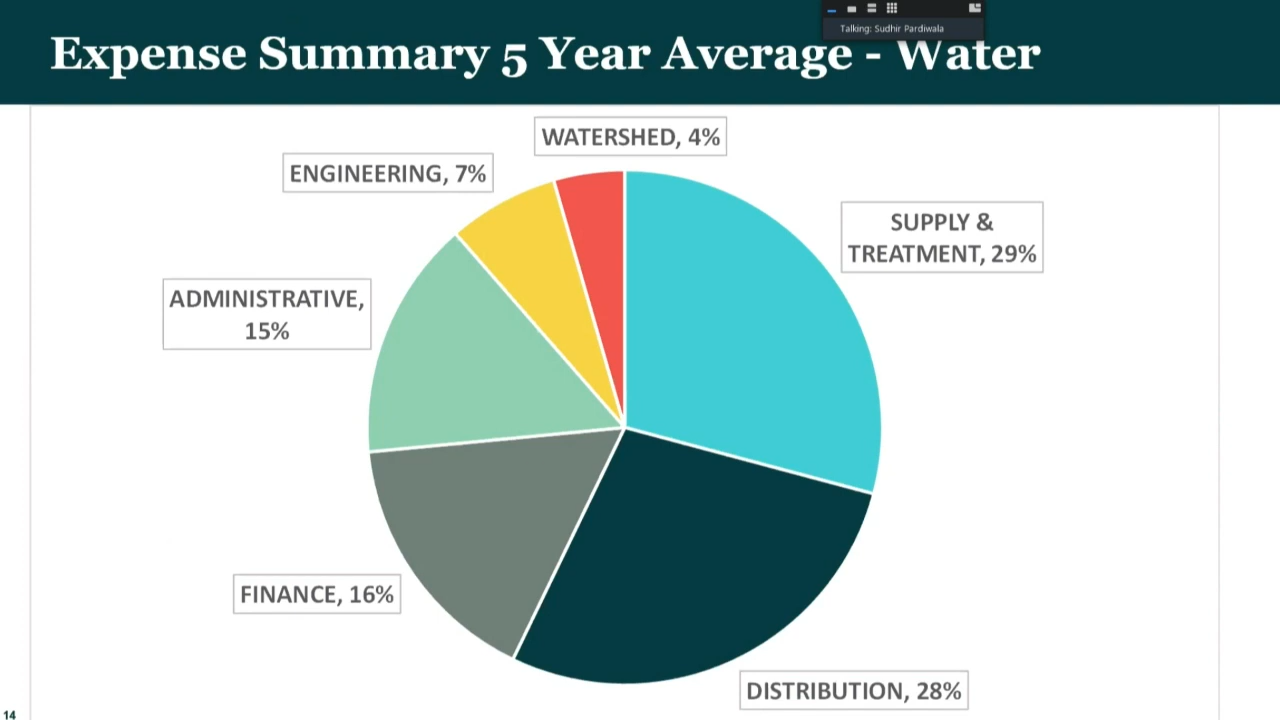 Talking: Sudhir Pardiwala
Expense Summary 5 Year Average - Water
WATERSHED, 4%
ENGINEERING, 7%
SUPPLY &
TREATMENT, 29%
ADMINISTRATIVE,
15%
FINANCE, 16%
DISTRIBUTION, 28%
14